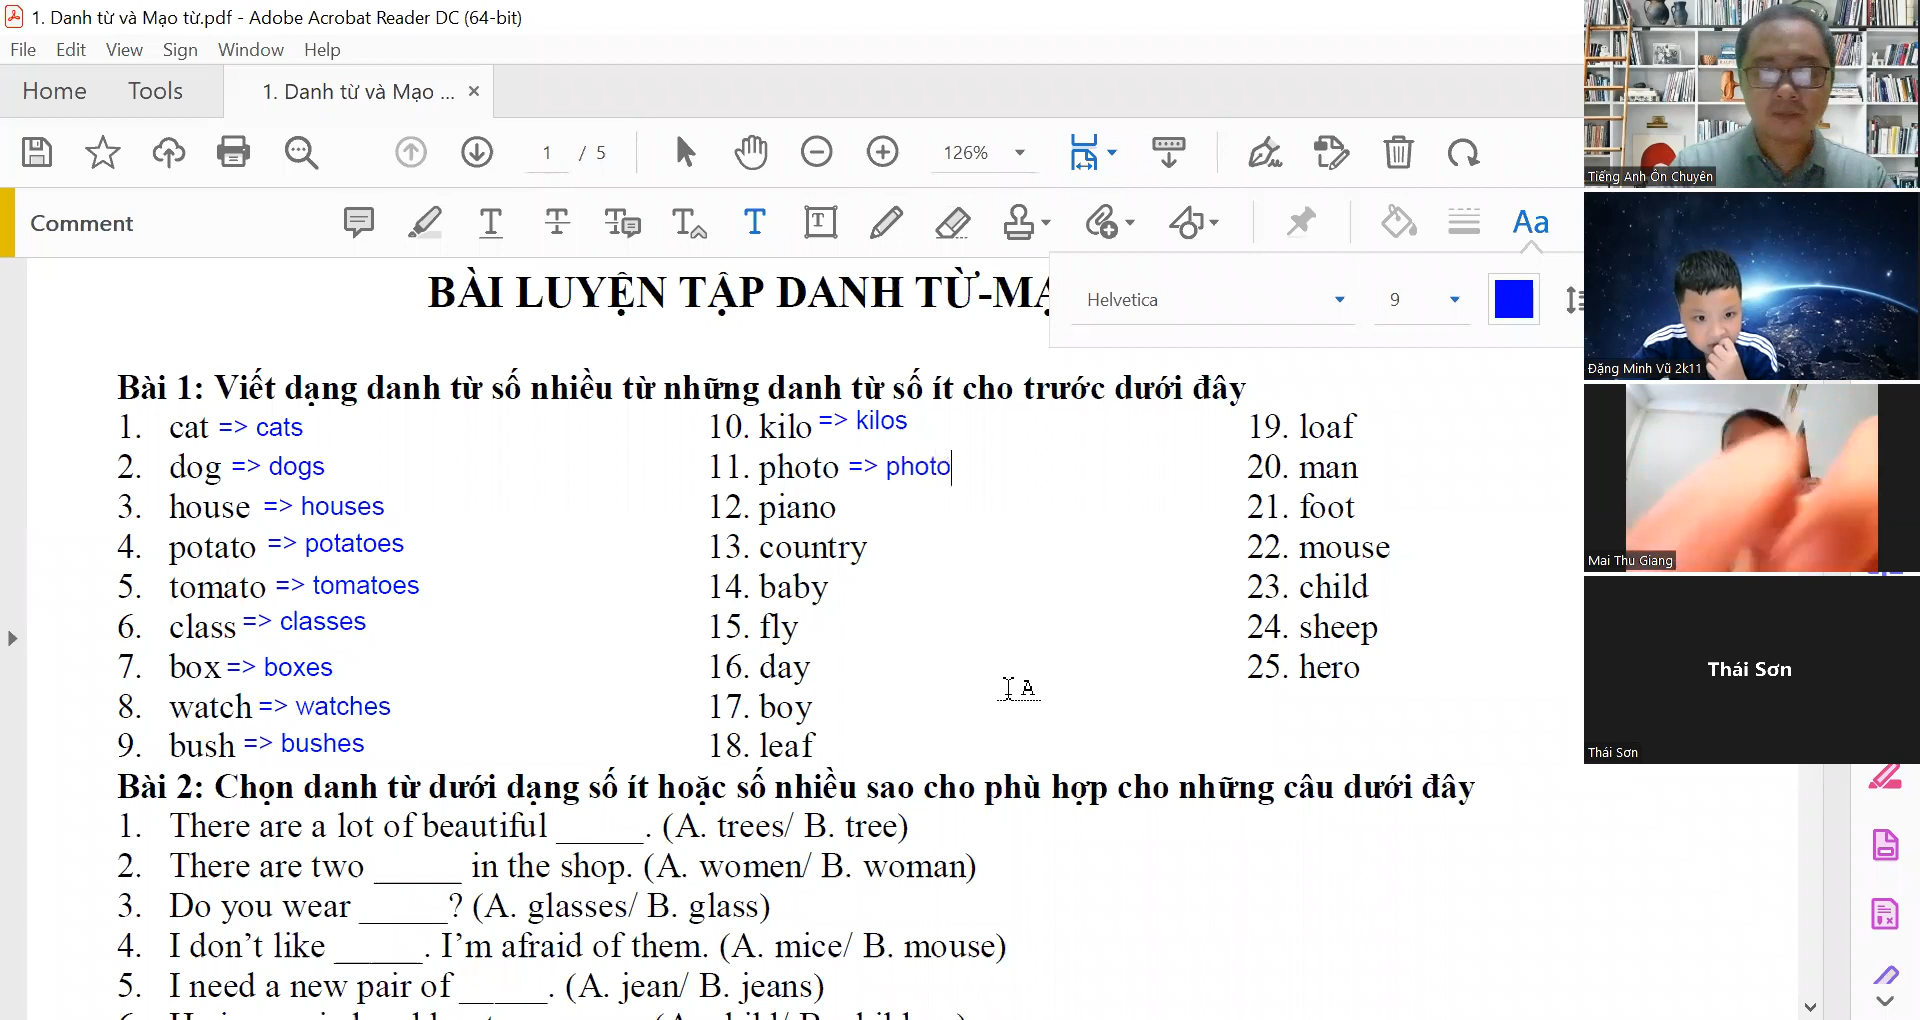 1. Danh từ và Mạo từ.pdf - Adobe Acrobat Reader DC (64-bit)
File Edit View Sign Window Help
Home Tools 1. Danh từ và Mạo ... ×
1 / 5 126%
Comment Aa
Helvetica 9
BÀI LUYỆN TẬP DANH TỪ-MẠ
Bài 1: Viết dạng danh từ số nhiều từ những danh từ số ít cho trước dưới đây
1. cat => cats
2. dog => dogs
3. house => houses
4. potato => potatoes
5. tomato => tomatoes
6. class => classes
7. box => boxes
8. watch => watches
9. bush => bushes
10. kilo => kilos
11. photo => photo
12. piano
13. country
14. baby
15. fly
16. day
17. boy
18. leaf
19. loaf
20. man
21. foot
22. mouse
23. child
24. sheep
25. hero
Bài 2: Chọn danh từ dưới dạng số ít hoặc số nhiều sao cho phù hợp cho những câu dưới đây
1. There are a lot of beautiful _____. (A. trees/ B. tree)
2. There are two _____ in the shop. (A. women/ B. woman)
3. Do you wear _____? (A. glasses/ B. glass)
4. I don’t like _____. I’m afraid of them. (A. mice/ B. mouse)
5. I need a new pair of _____. (A. jean/ B. jeans)
Tiếng Anh Ôn Chuyên
Đặng Minh Vũ 2k11
Mai Thu Giang
Thái Sơn
Thái Sơn